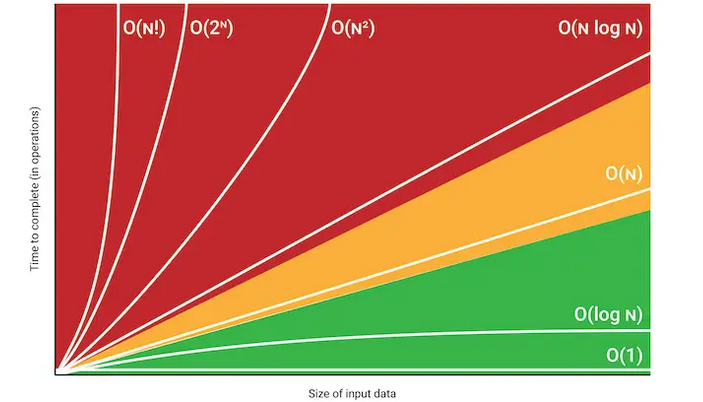 O(N!)
O(2ᴺ)
O(N²)
O(N log N)
O(N)
O(log N)
O(1)
Time to complete (in operations)
Size of input data